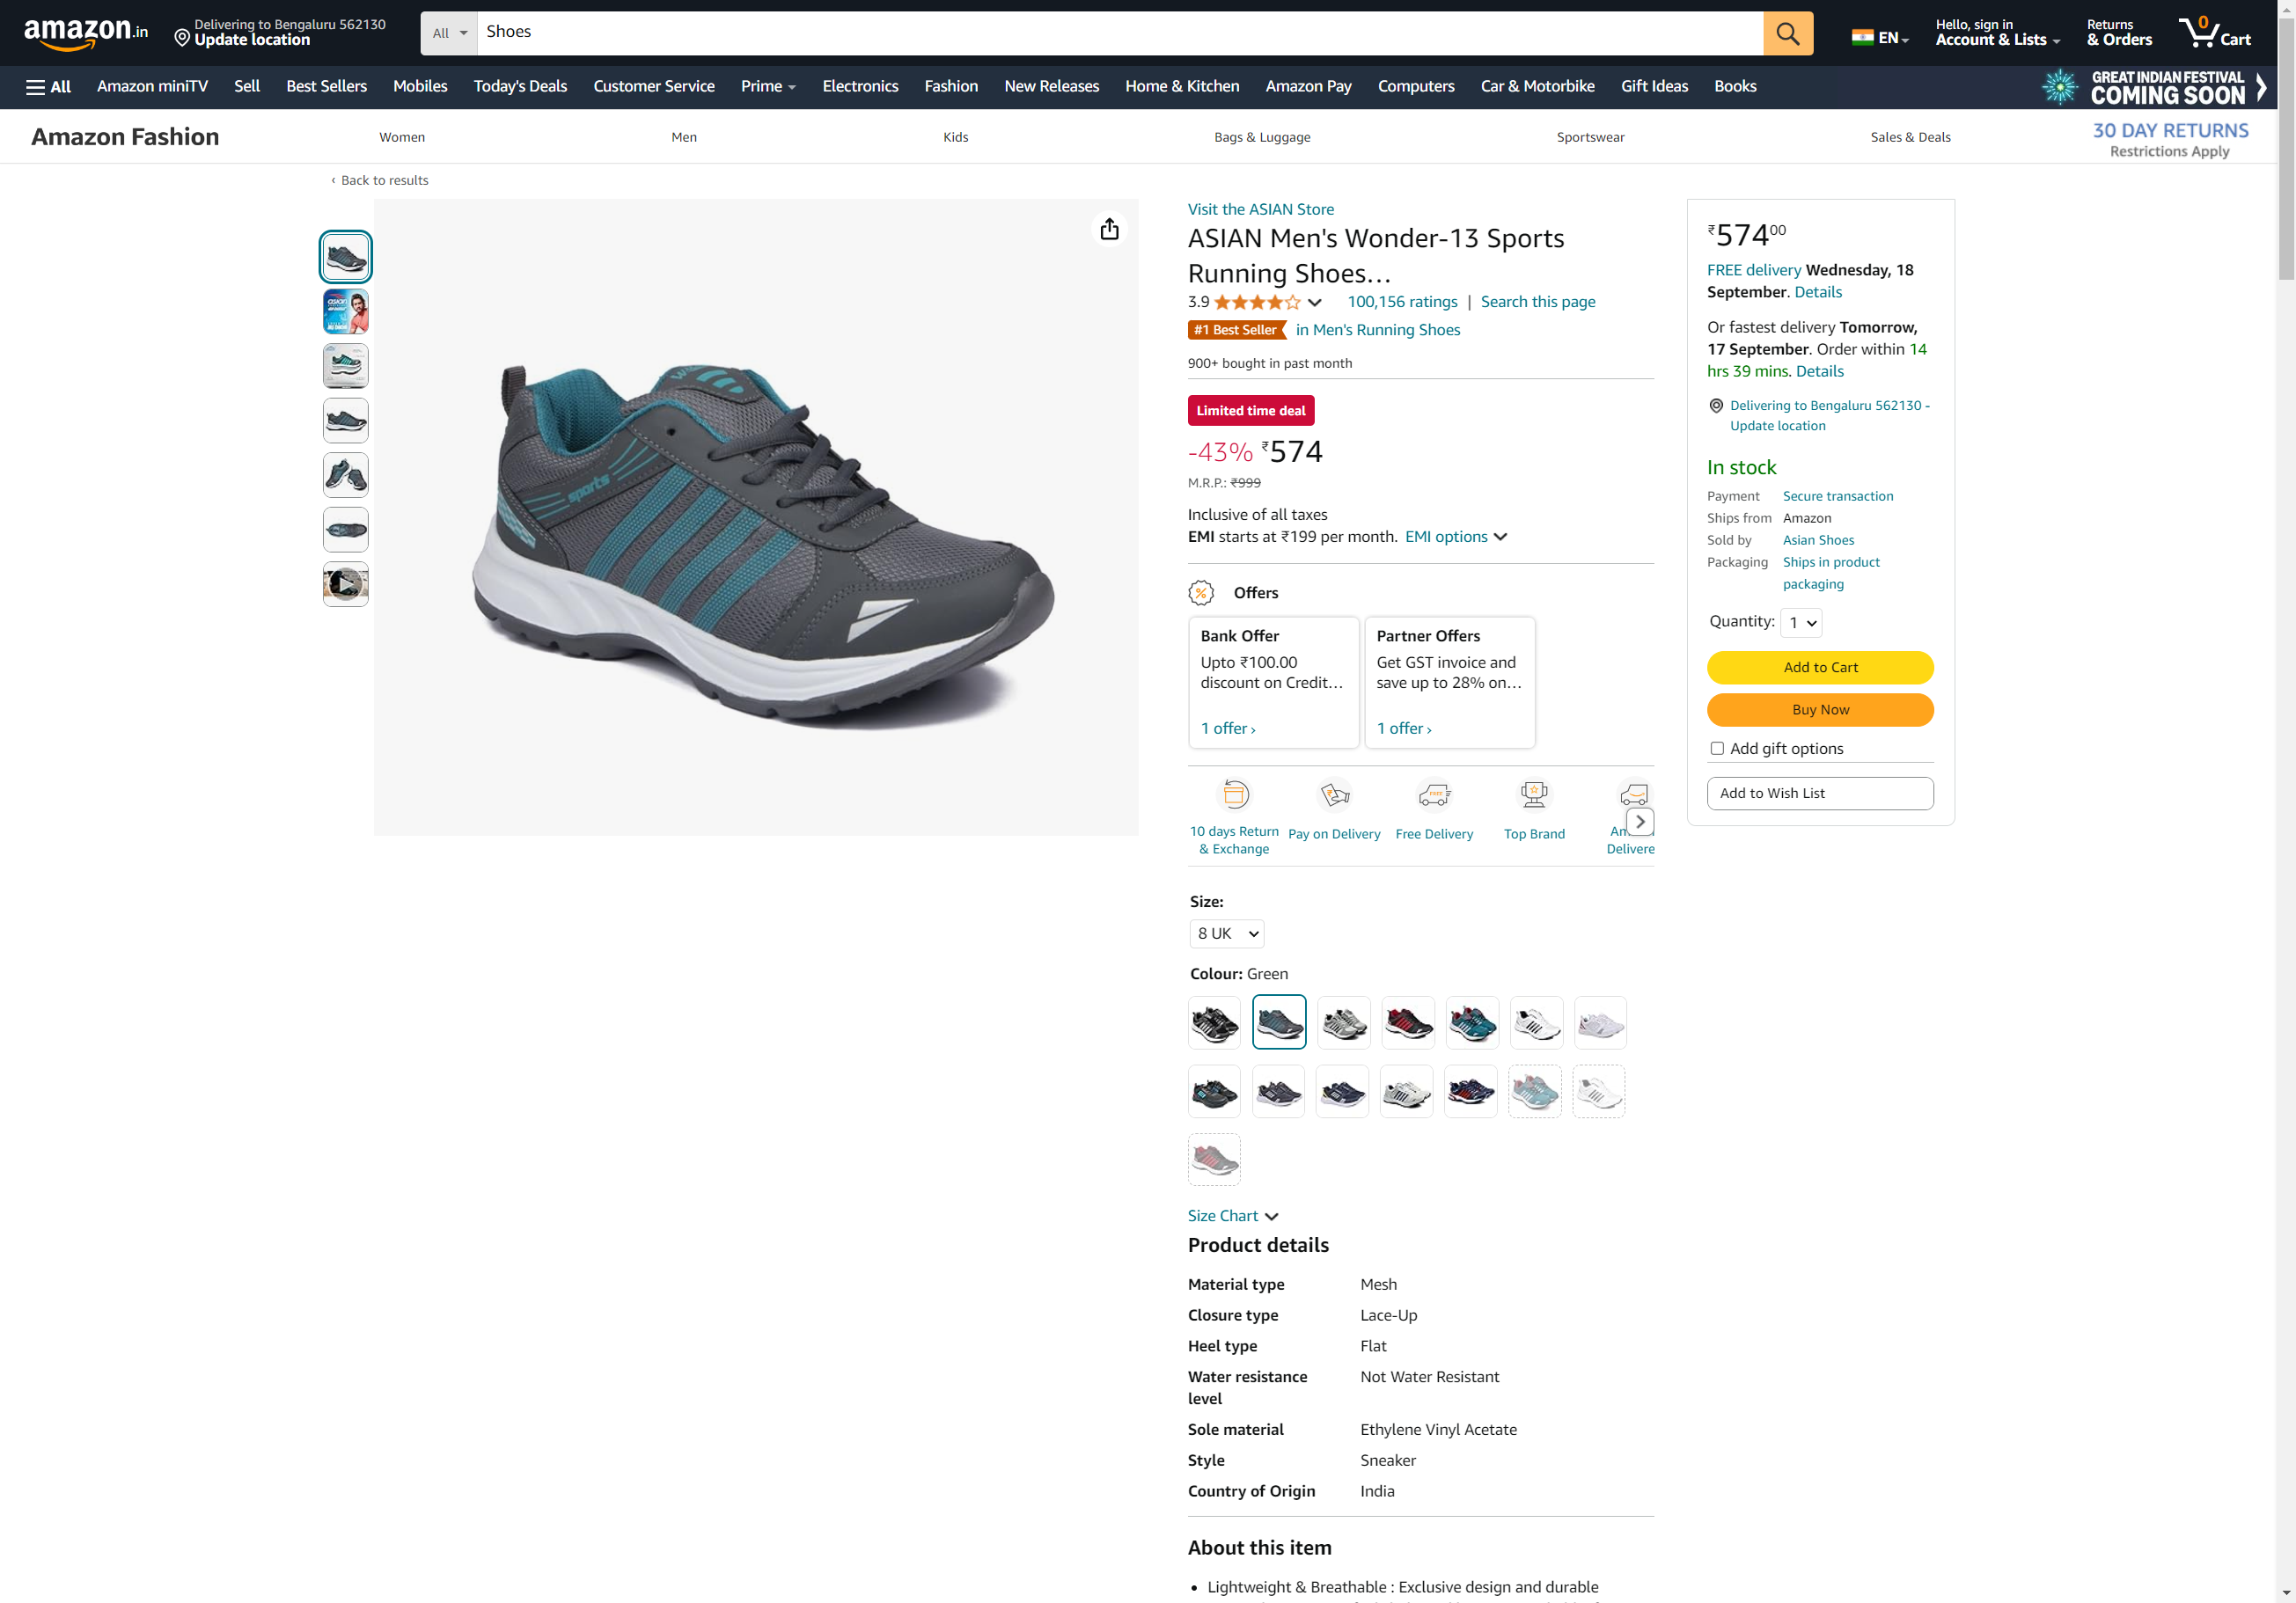 amazon.in
Delivering to Bengaluru 562130
Update location
All
Shoes
EN
Hello, sign in
Account & Lists
Returns
& Orders
0
Cart
All
Amazon miniTV
Sell
Best Sellers
Mobiles
Today's Deals
Customer Service
Prime
Electronics
Fashion
New Releases
Home & Kitchen
Amazon Pay
Computers
Car & Motorbike
Gift Ideas
Books
GREAT INDIAN FESTIVAL
COMING SOON
Amazon Fashion
Women
Men
Kids
Bags & Luggage
Sportswear
Sales & Deals
30 DAY RETURNS
Restrictions Apply
‹ Back to results
sports
Visit the ASIAN Store
ASIAN Men's Wonder-13 Sports
Running Shoes…
3.9
100,156 ratings | Search this page
#1 Best Seller in Men's Running Shoes
900+ bought in past month
Limited time deal
-43% ₹574
M.R.P.: ₹999
Inclusive of all taxes
EMI starts at ₹199 per month. EMI options
Offers
Bank Offer
Upto ₹100.00
discount on Credit…
1 offer ›
Partner Offers
Get GST invoice and
save up to 28% on…
1 offer ›
10 days Return
& Exchange
Pay on Delivery
FREE
Free Delivery
Top Brand
Delivere
Size:
8 UK
Colour: Green
Size Chart
Product details
Material type Mesh
Closure type Lace-Up
Heel type Flat
Water resistance Not Water Resistant
level
Sole material Ethylene Vinyl Acetate
Style Sneaker
Country of Origin India
About this item
• Lightweight & Breathable : Exclusive design and durable
₹57400
FREE delivery Wednesday, 18
September. Details
Or fastest delivery Tomorrow,
17 September. Order within 14
hrs 39 mins. Details
Delivering to Bengaluru 562130 -
Update location
In stock
Payment Secure transaction
Ships from Amazon
Sold by Asian Shoes
Packaging Ships in product
packaging
Quantity: 1
Add to Cart
Buy Now
Add gift options
Add to Wish List